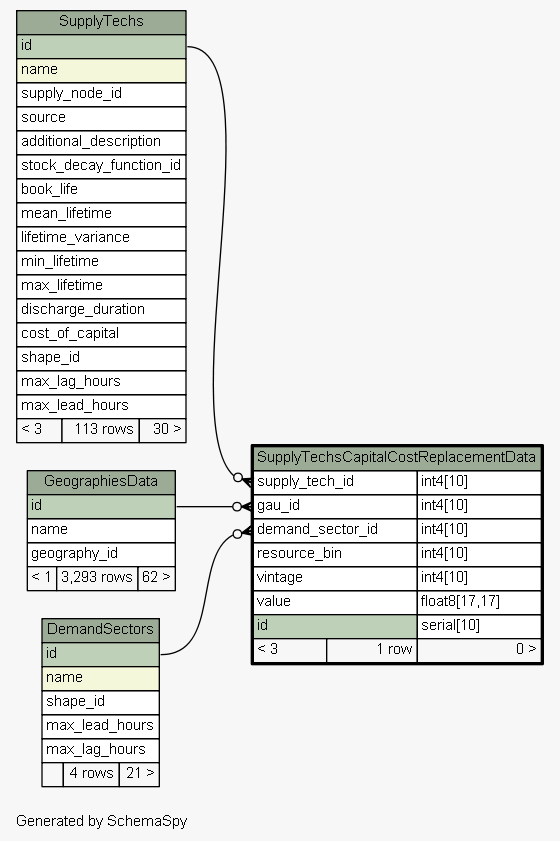 SupplyTechs
id
name
supply_node_id
source
additional_description
stock_decay_function_id
book_life
mean_lifetime
lifetime_variance
min_lifetime
max_lifetime
discharge_duration
cost_of_capital
shape_id
max_lag_hours
max_lead_hours
< 3 113 rows 30 >
SupplyTechsCapitalCostReplacementData
supply_tech_id int4[10]
gau_id int4[10]
demand_sector_id int4[10]
resource_bin int4[10]
vintage int4[10]
value float8[17,17]
id serial[10]
< 3 1 row 0 >
GeographiesData
id
name
geography_id
< 1 3,293 rows 62 >
DemandSectors
id
name
shape_id
max_lead_hours
max_lag_hours
4 rows 21 >
Generated by SchemaSpy